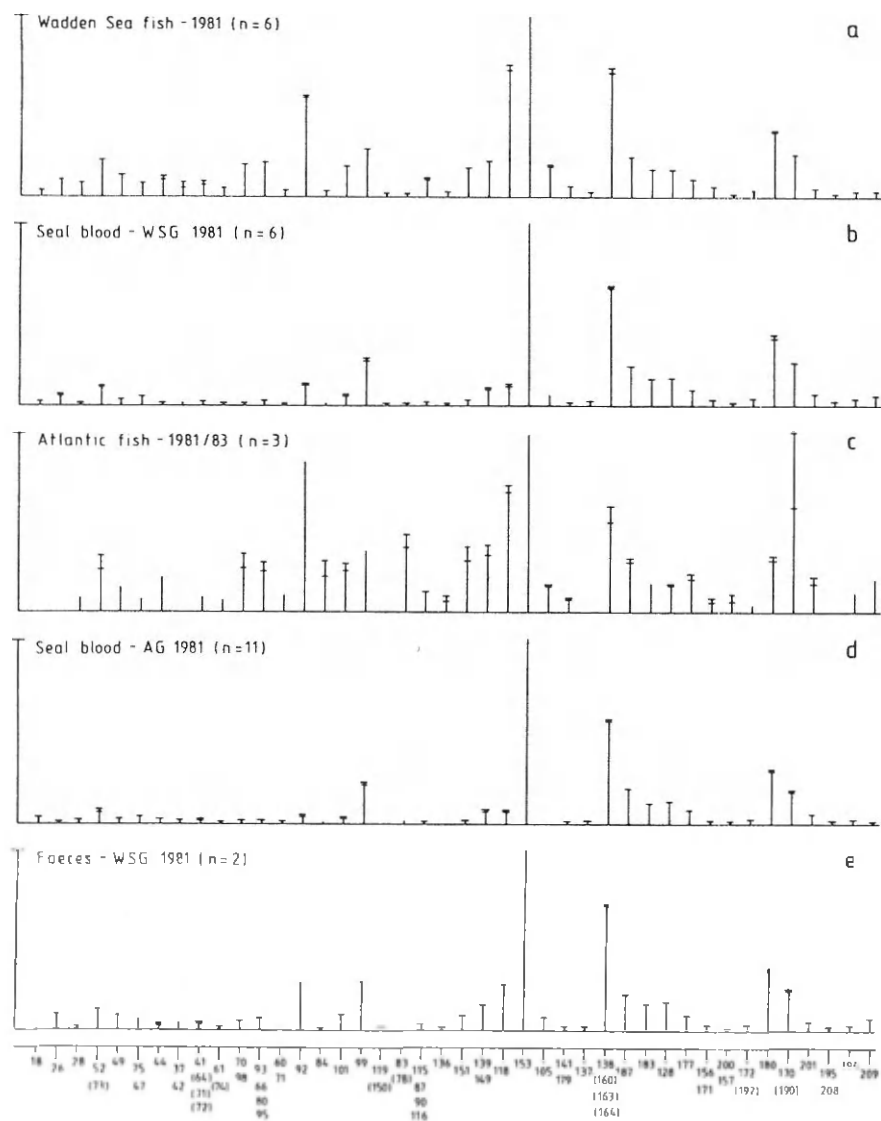 Wadden Sea fish - 1981 (n=6)
a
Seal blood - WSG 1981 (n=6)
b
Atlantic fish - 1981/83 (n=3)
c
Seal blood - AG 1981 (n=11)
d
Faeces - WSG 1981 (n=2)
e
18 28 49 44 41 70 60 84 99 83 136 139 153 141 138 183 177 200 180 201
26 52 75 37 61 93 92 101 119 115 151 118 105 137 187 128 156 172 170 195 209
(73) 47 42 (64) (74) 98 66 71 (150) (78) 87 149 179 (160) 171 157 (197) (190) 208
(31) 80 90 (163)
(72) 95 116 (164)